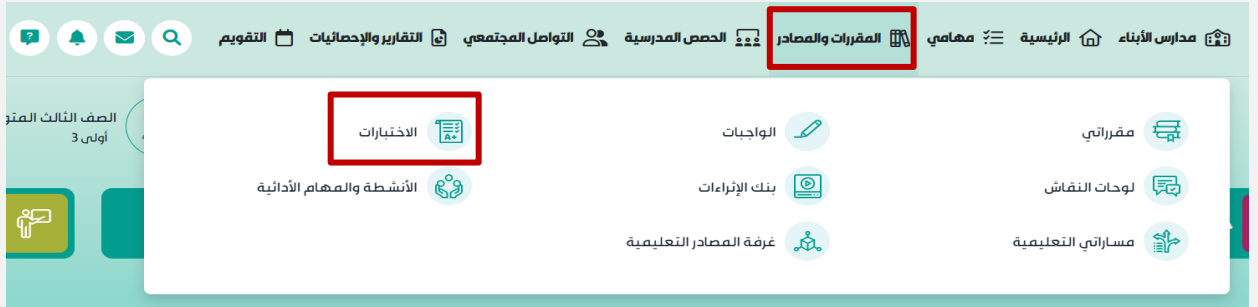 مدارس الأبناء الرئيسية مهامي المقررات والمصادر الحصص المدرسية التواصل المجتمعي التقارير والإحصائيات التقويم
الصف الثالث المتو
أولى 3
مقرراتي الواجبات الاختبارات
A+
لوحات النقاش بنك الإثراءات الأنشطة والمهام الأدائية
مساراتي التعليمية غرفة المصادر التعليمية